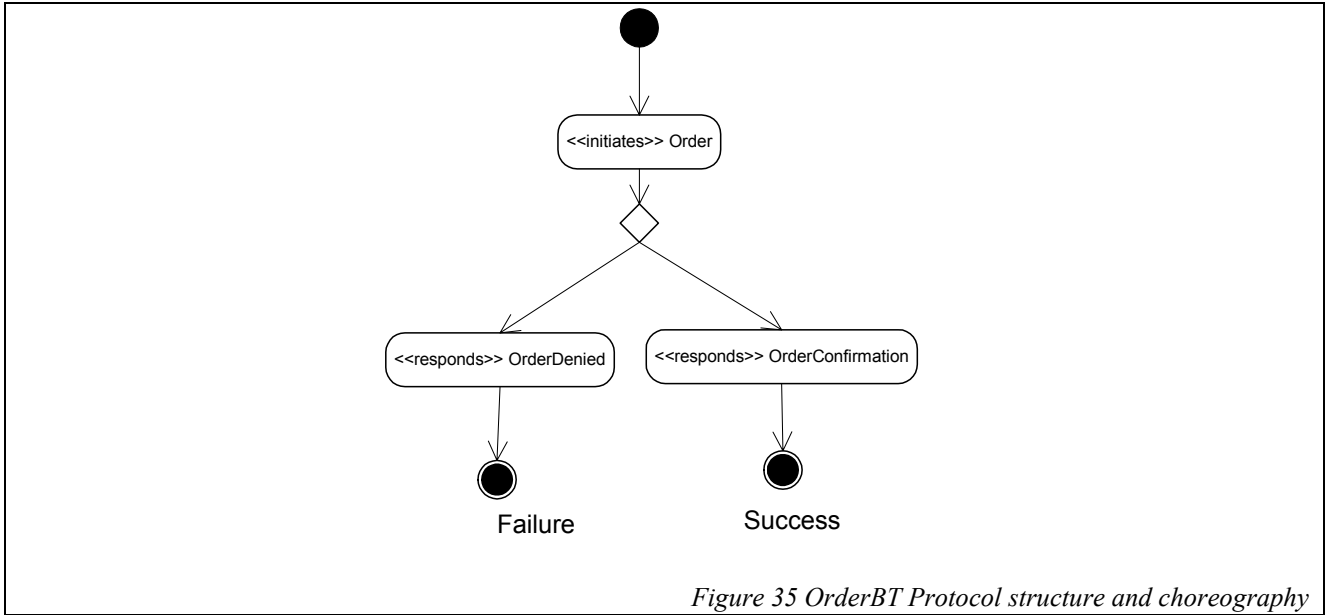 <<initiates>> Order
<<responds>> OrderDenied
<<responds>> OrderConfirmation
Failure
Success
Figure 35 OrderBT Protocol structure and choreography